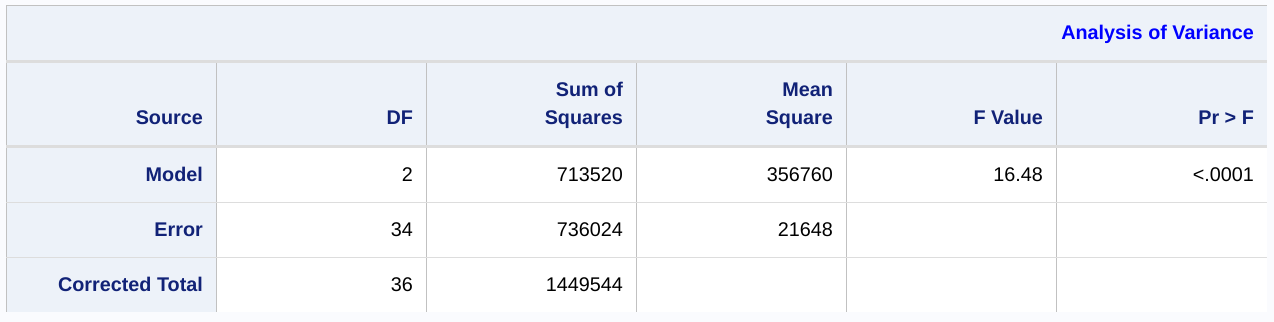 Analysis of Variance
Source DF Sum of Squares Mean Square F Value Pr > F
Model 2 713520 356760 16.48 <.0001
Error 34 736024 21648
Corrected Total 36 1449544